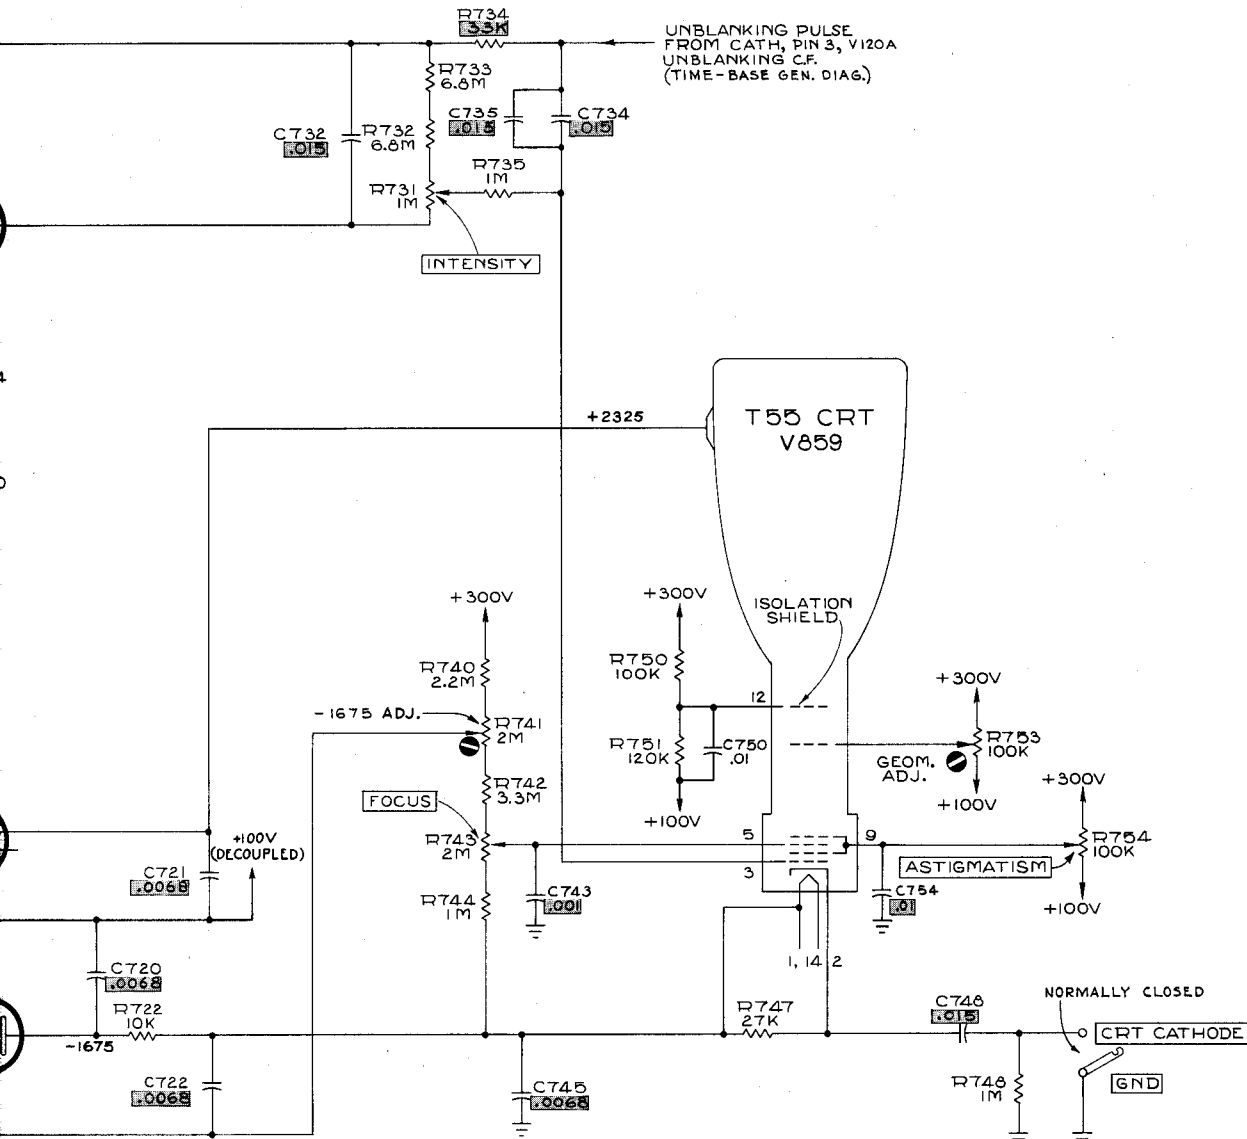 R734
33K
UNBLANKING PULSE
FROM CATH, PIN 3, V120A
UNBLANKING C.F.
(TIME-BASE GEN. DIAG.)
R733
6.8M
C735
.015
C734
.015
C732
.015
R732
6.8M
R735
1M
R731
1M
INTENSITY
+2325
T55 CRT
V859
+300V
+300V
ISOLATION
SHIELD
R740
2.2M
R750
100K
+300V
12
-1675 ADJ.
R741
2M
R751
120K
C750
.01
R753
100K
GEOM.
ADJ.
R742
3.3M
+300V
FOCUS
+100V
+100V
+100V
(DECOUPLED)
R743
2M
5
9
R754
100K
3
ASTIGMATISM
C721
.0068
R744
1M
C743
.001
C754
.01
+100V
1, 14
2
C720
.0068
R722
10K
-1675
R747
27K
C748
.015
NORMALLY CLOSED
CRT CATHODE
C722
.0068
C745
.0068
R748
1M
GND